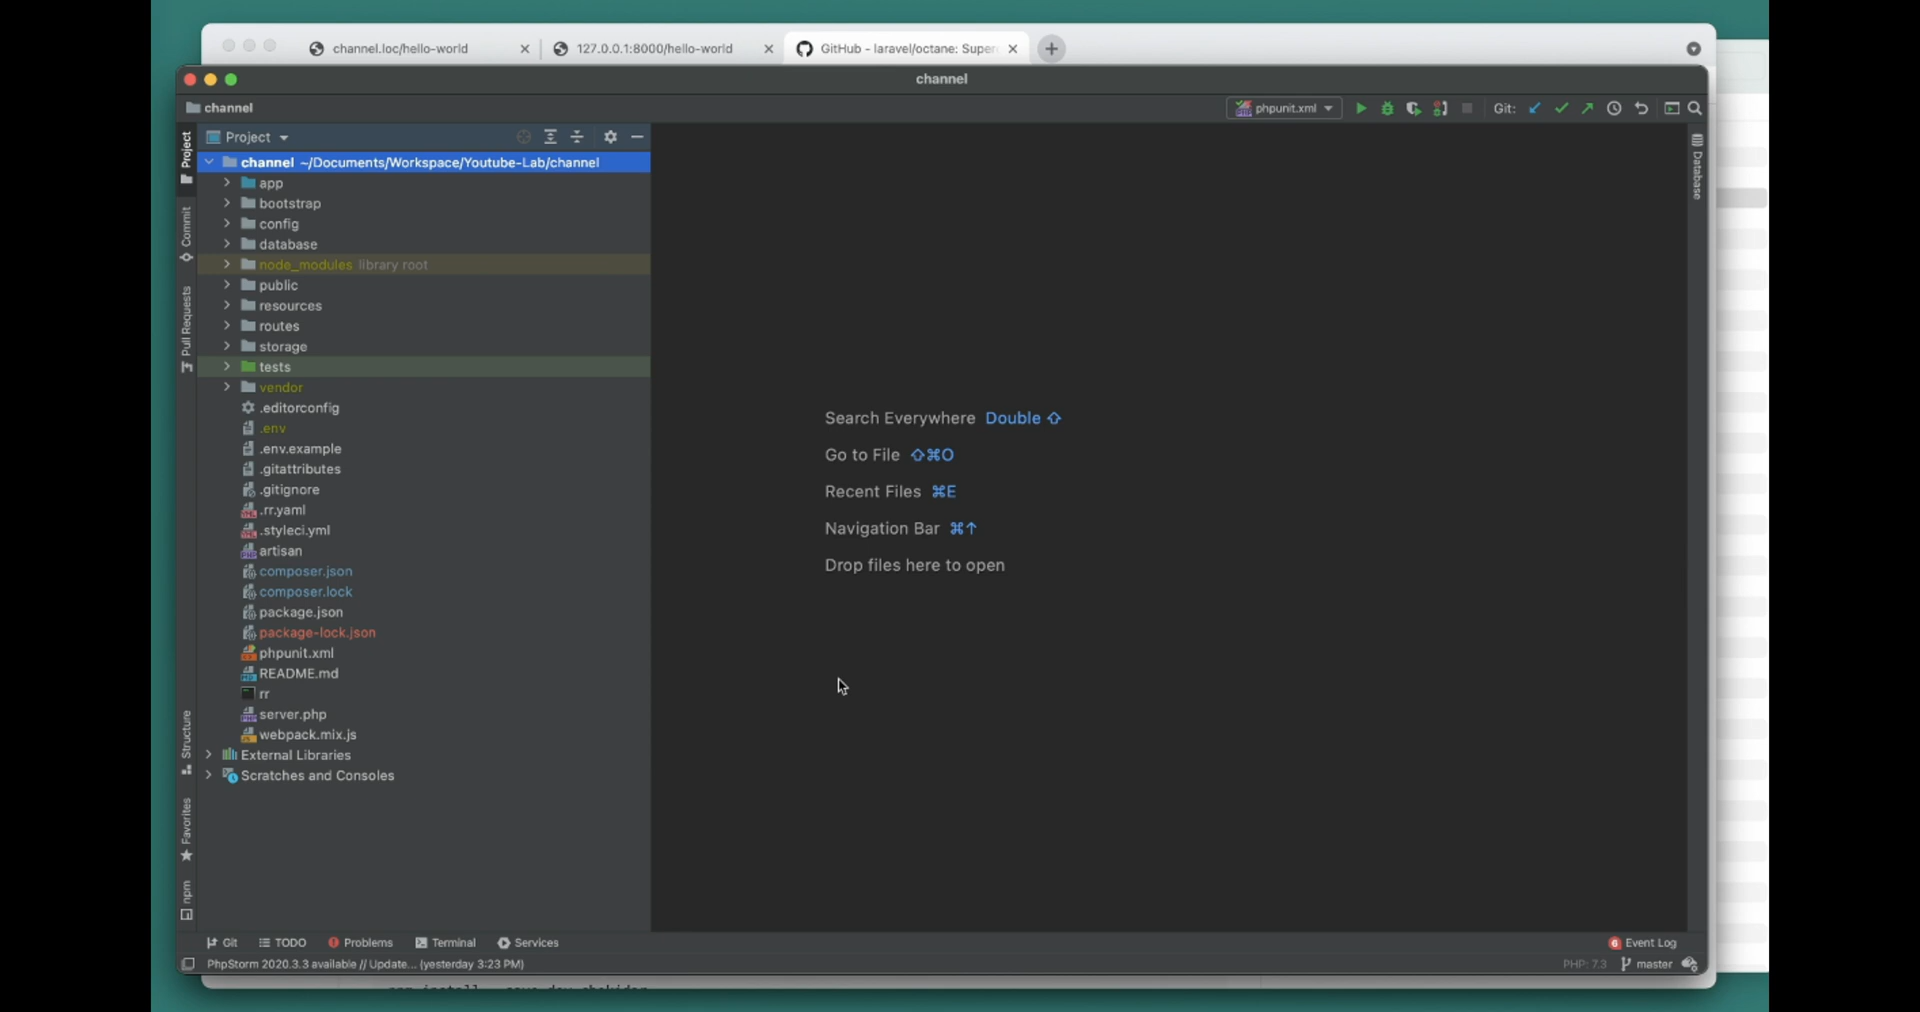 channel.loc/hello-world
127.0.0.1:8000/hello-world
GitHub - laravel/octane: Super
channel
channel
phpunit.xml
Git:
Project
Project
Commit
Pull Requests
Structure
Favorites
npm
Database
channel ~/Documents/Workspace/Youtube-Lab/channel
app
bootstrap
config
database
node_modules library root
public
resources
routes
storage
tests
vendor
.editorconfig
.env
.env.example
.gitattributes
.gitignore
.rr.yaml
.styleci.yml
artisan
composer.json
composer.lock
package.json
package-lock.json
phpunit.xml
README.md
rr
server.php
webpack.mix.js
External Libraries
Scratches and Consoles
Search Everywhere Double ⇧
Go to File ⇧⌘O
Recent Files ⌘E
Navigation Bar ⌘↑
Drop files here to open
Git
TODO
Problems
Terminal
Services
6 Event Log
PhpStorm 2020.3.3 available // Update... (yesterday 3:23 PM)
PHP: 7.3
master